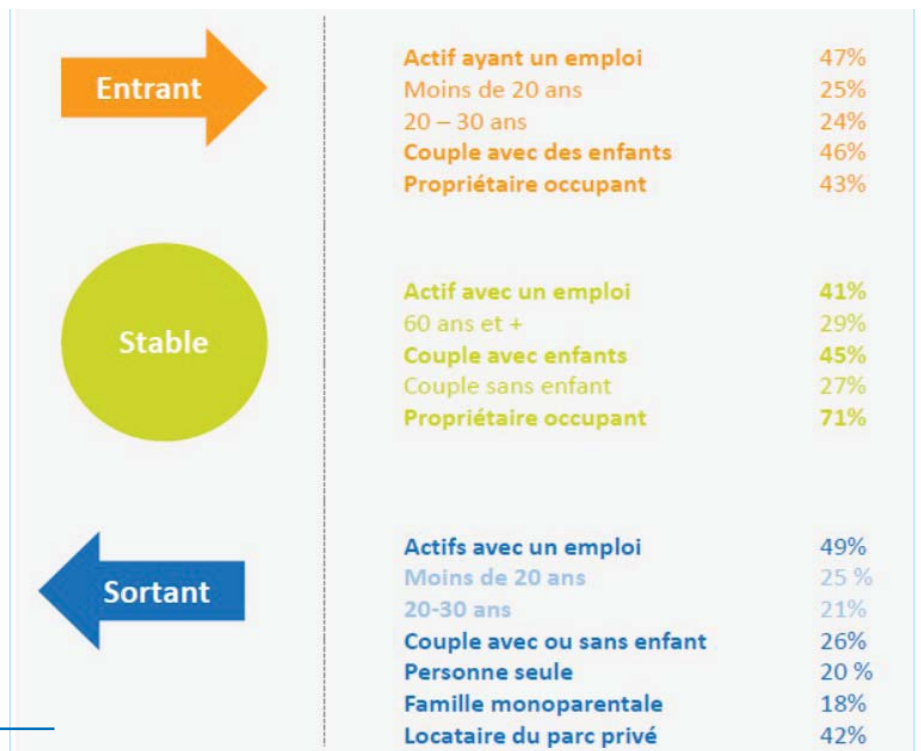 Entrant
Actif ayant un emploi 47%
Moins de 20 ans 25%
20 – 30 ans 24%
Couple avec des enfants 46%
Propriétaire occupant 43%
Stable
Actif avec un emploi 41%
60 ans et + 29%
Couple avec enfants 45%
Couple sans enfant 27%
Propriétaire occupant 71%
Sortant
Actifs avec un emploi 49%
Moins de 20 ans 25 %
20-30 ans 21%
Couple avec ou sans enfant 26%
Personne seule 20 %
Famille monoparentale 18%
Locataire du parc privé 42%